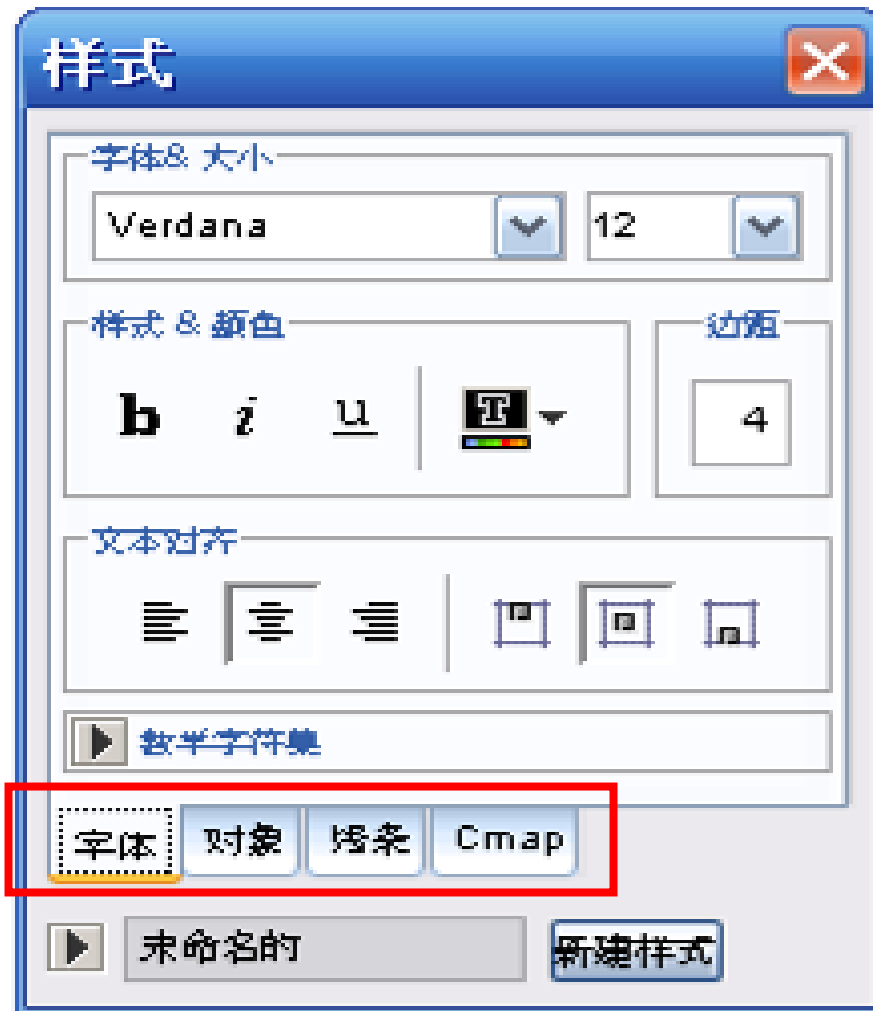 样式
字体& 大小
Verdana 12
样式 & 颜色 边距
b i u T 4
文本对齐
数学字符集
字体 对象 线条 Cmap
未命名的 新建样式